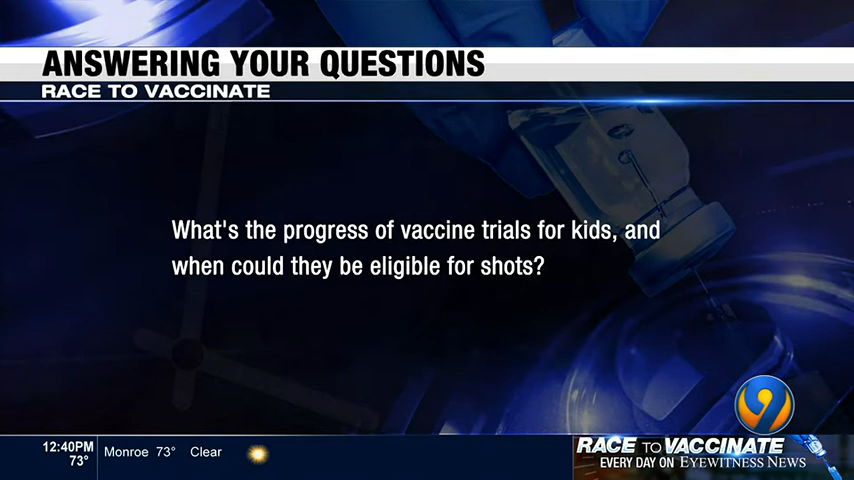 ANSWERING YOUR QUESTIONS
RACE TO VACCINATE
What's the progress of vaccine trials for kids, and
when could they be eligible for shots?
9
12:40PM
73°
Monroe 73° Clear
RACE TO VACCINATE
EVERY DAY ON EYEWITNESS NEWS